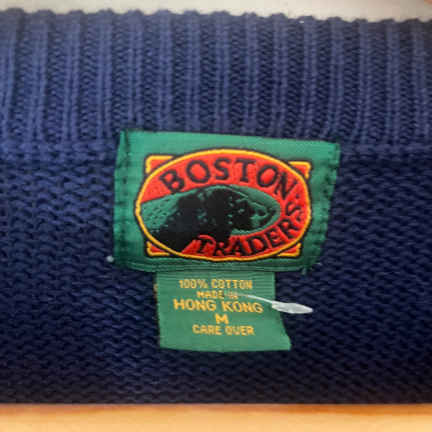 BOSTON
TRADERS
100% COTTON
MADE IN
HONG KONG
M
CARE OVER